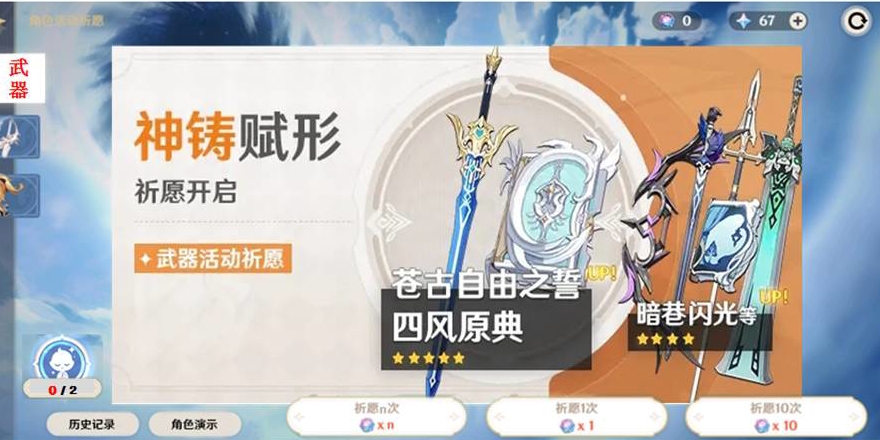 角色活动祈愿
0
67
武器
神铸赋形
祈愿开启
武器活动祈愿
苍古自由之誓
UP!
四风原典
暗巷闪光等
UP!
0 / 2
历史记录
角色演示
祈愿n次
x n
祈愿1次
x 1
祈愿10次
x 10